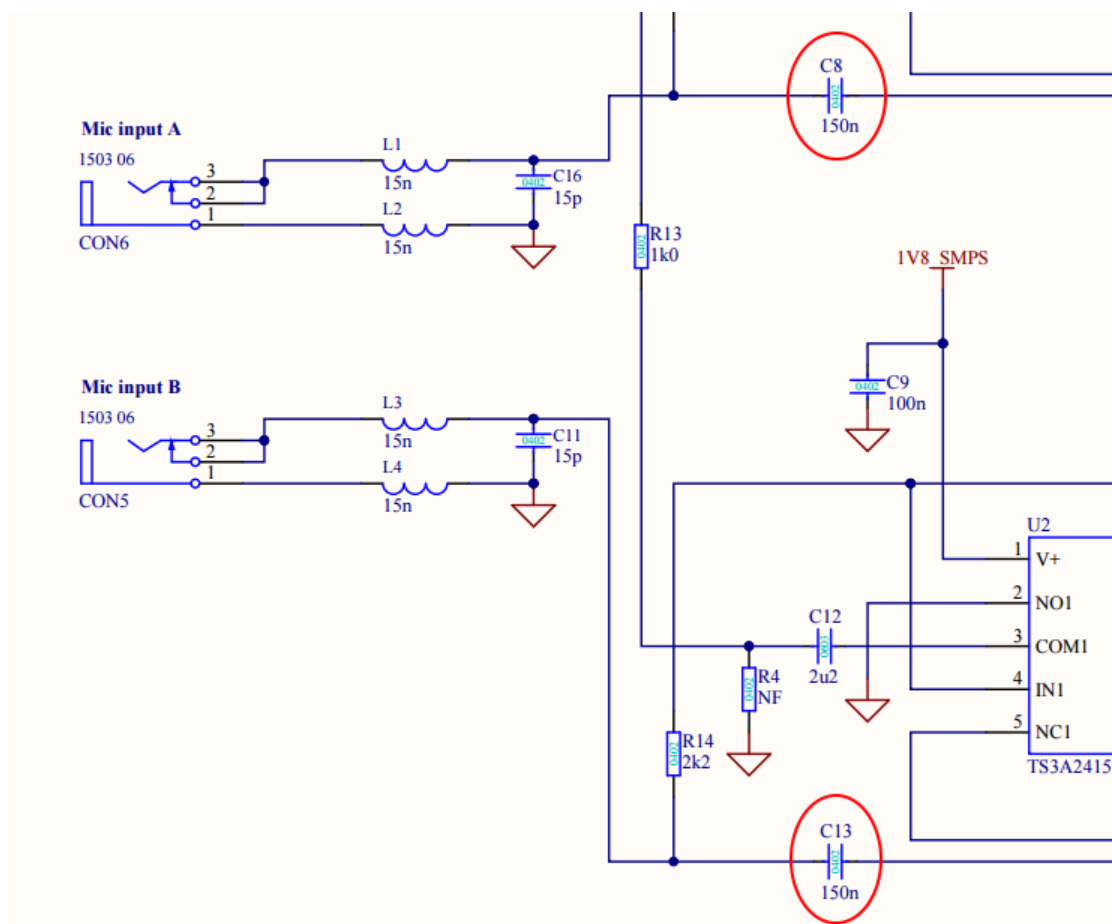 C8
0402
150n
Mic input A
1503 06
3
2
1
CON6
L1
15n
L2
15n
0402
C16
15p
0402
R13
1k0
1V8_SMPS
0402
C9
100n
Mic input B
1503 06
3
2
1
CON5
L3
15n
L4
15n
0402
C11
15p
U2
1 V+
2 NO1
3 COM1
4 IN1
5 NC1
TS3A2415
C12
0603
2u2
0402
R4
NF
0402
R14
2k2
C13
0402
150n